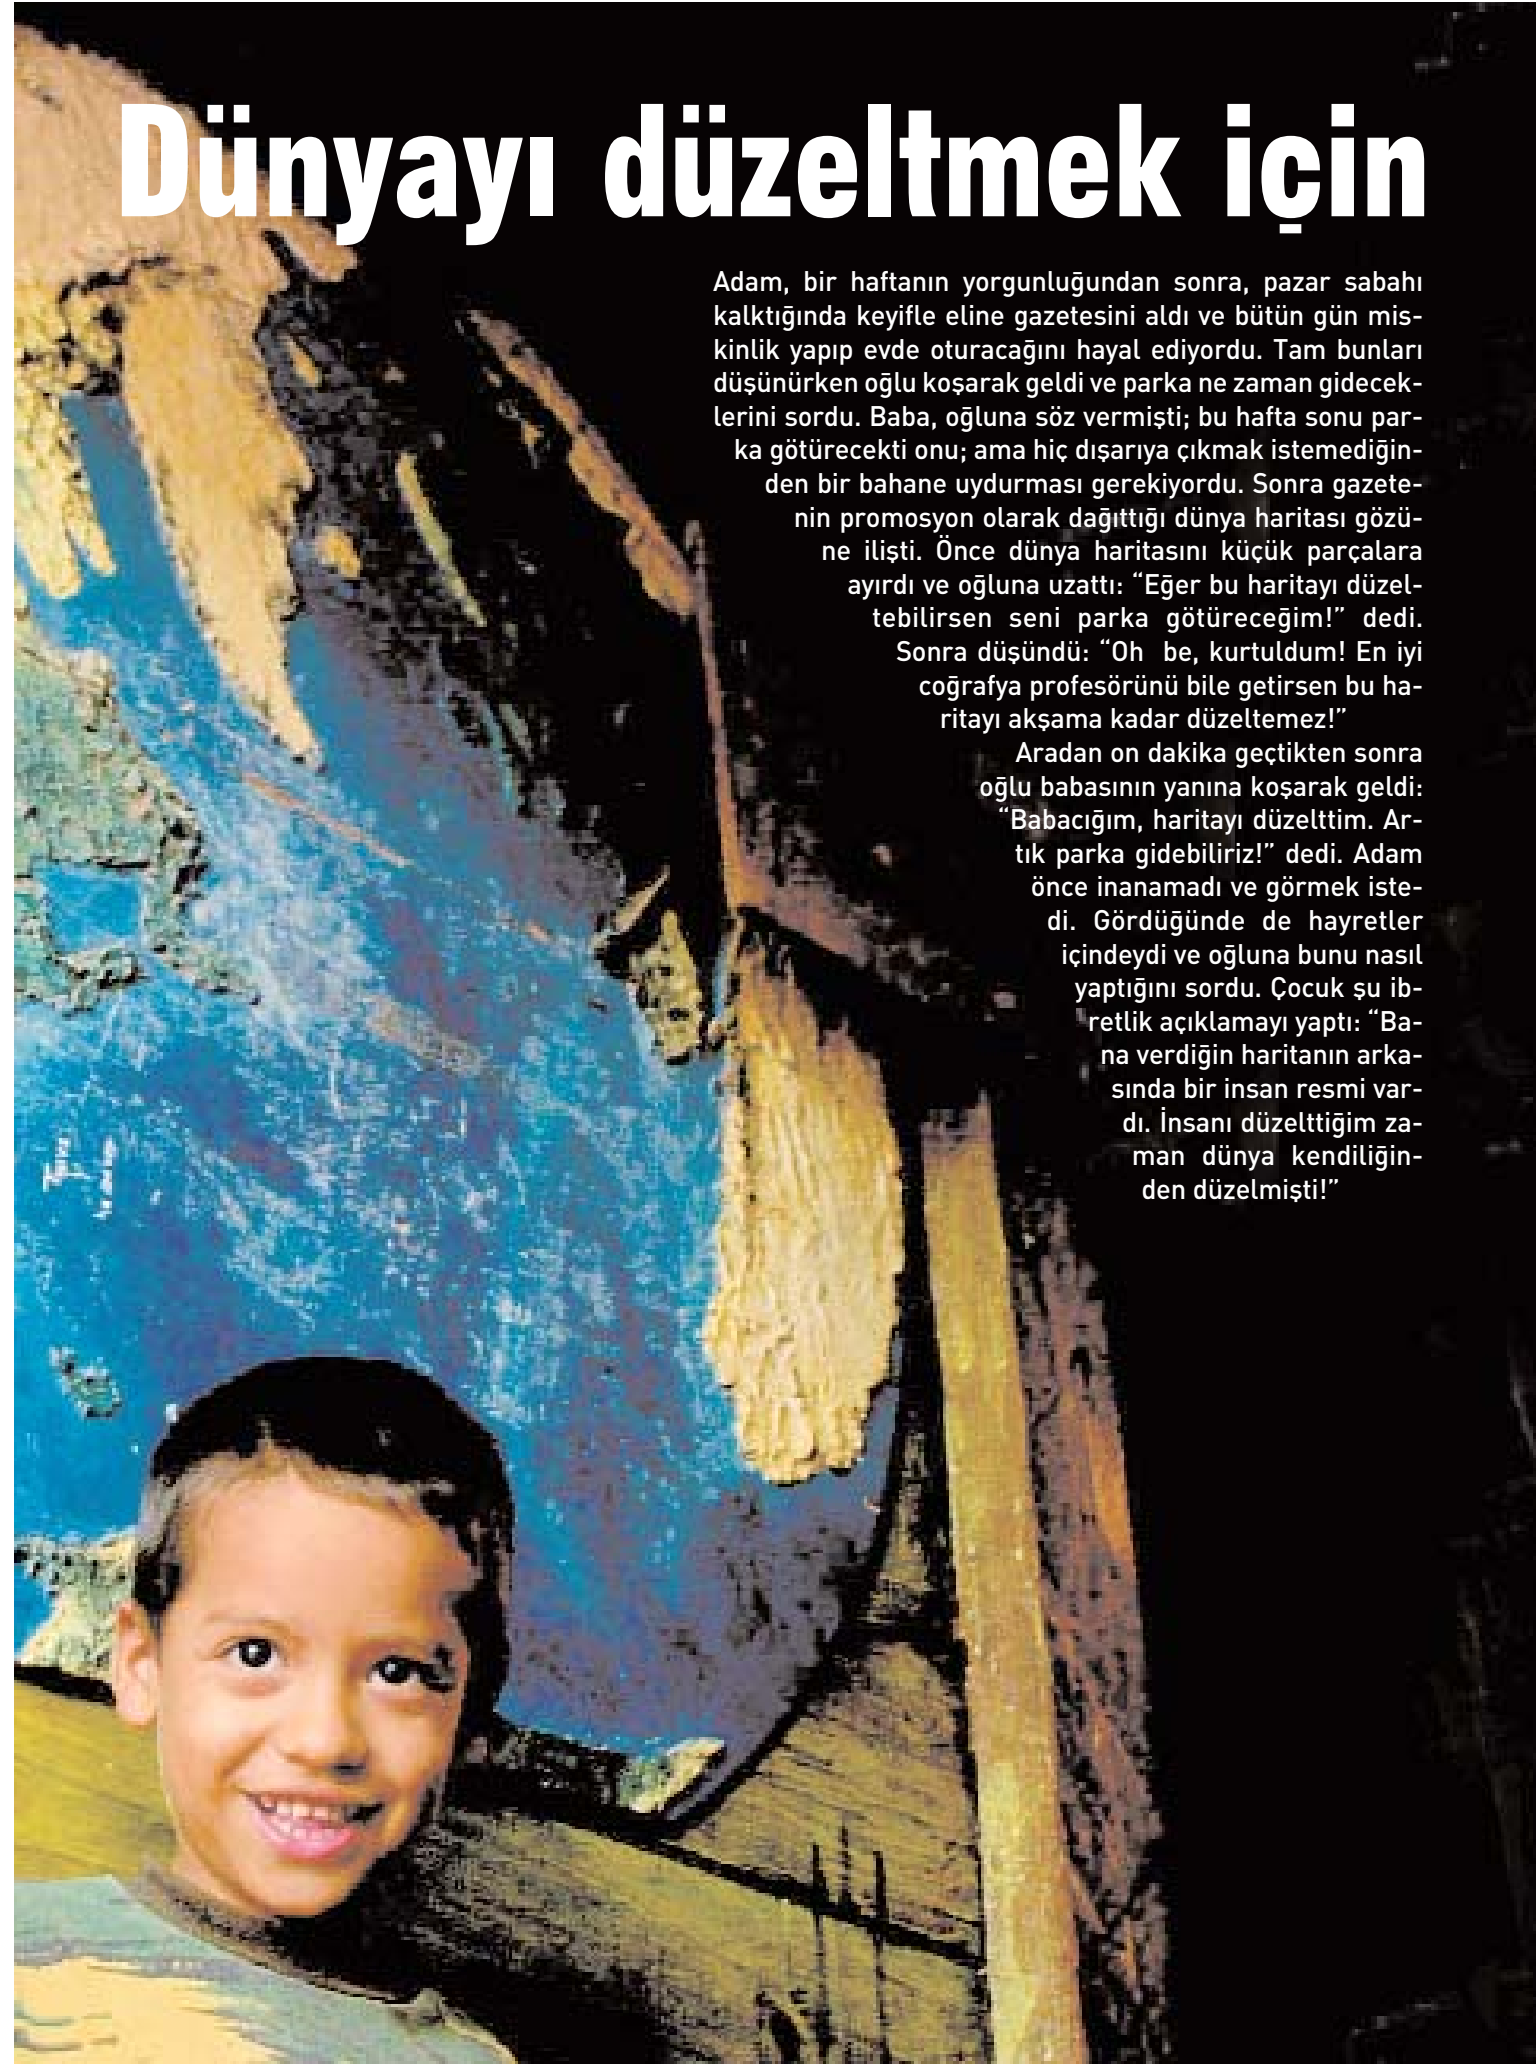 Dünyayı düzeltmek için
Adam, bir haftanın yorgunluğundan sonra, pazar sabahı
kalktığında keyifle eline gazetesini aldı ve bütün gün mis-
kinlik yapıp evde oturacağını hayal ediyordu. Tam bunları
düşünürken oğlu koşarak geldi ve parka ne zaman gidecek-
lerini sordu. Baba, oğluna söz vermişti; bu hafta sonu par-
ka götürecekti onu; ama hiç dışarıya çıkmak istemediğin-
den bir bahane uydurması gerekiyordu. Sonra gazete-
nin promosyon olarak dağıttığı dünya haritası gözü-
ne ilişti. Önce dünya haritasını küçük parçalara
ayırdı ve oğluna uzattı: “Eğer bu haritayı düzel-
tebilirsen seni parka götüreceğim!” dedi.
Sonra düşündü: “Oh be, kurtuldum! En iyi
coğrafya profesörünü bile getirsen bu ha-
ritayı akşama kadar düzeltemez!”
Aradan on dakika geçtikten sonra
oğlu babasının yanına koşarak geldi:
“Babacığım, haritayı düzelttim. Ar-
tık parka gidebiliriz!” dedi. Adam
önce inanamadı ve görmek iste-
di. Gördüğünde de hayretler
içindeydi ve oğluna bunu nasıl
yaptığını sordu. Çocuk şu ib-
retlik açıklamayı yaptı: “Ba-
na verdiğin haritanın arka-
sında bir insan resmi var-
dı. İnsanı düzelttiğim za-
man dünya kendiliğin-
den düzelmişti!”